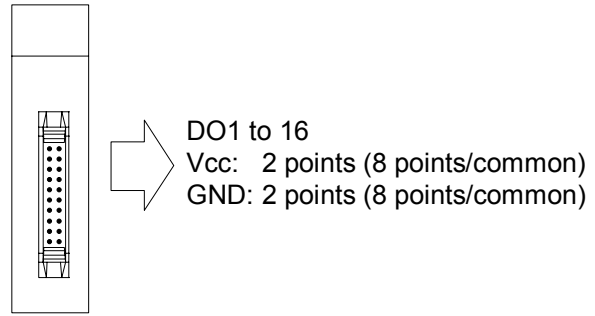 DO1 to 16
Vcc: 2 points (8 points/common)
GND: 2 points (8 points/common)